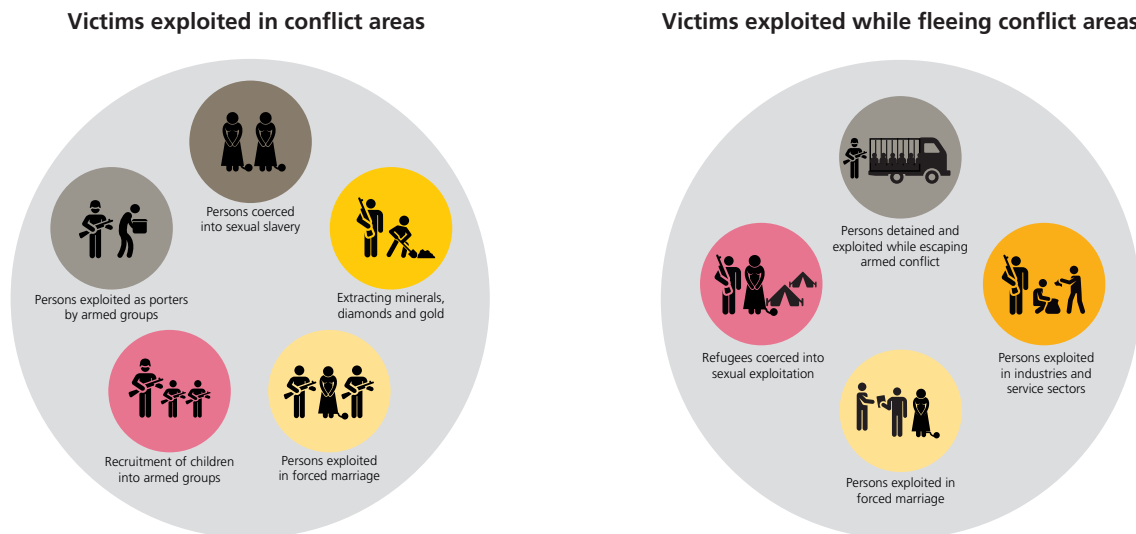 Victims exploited in conflict areas
Persons coerced
into sexual slavery
Persons exploited as porters
by armed groups
Extracting minerals,
diamonds and gold
Recruitment of children
into armed groups
Persons exploited
in forced marriage
Victims exploited while fleeing conflict areas
Persons detained and
exploited while escaping
armed conflict
Refugees coerced into
sexual exploitation
Persons exploited
in industries and
service sectors
Persons exploited in
forced marriage